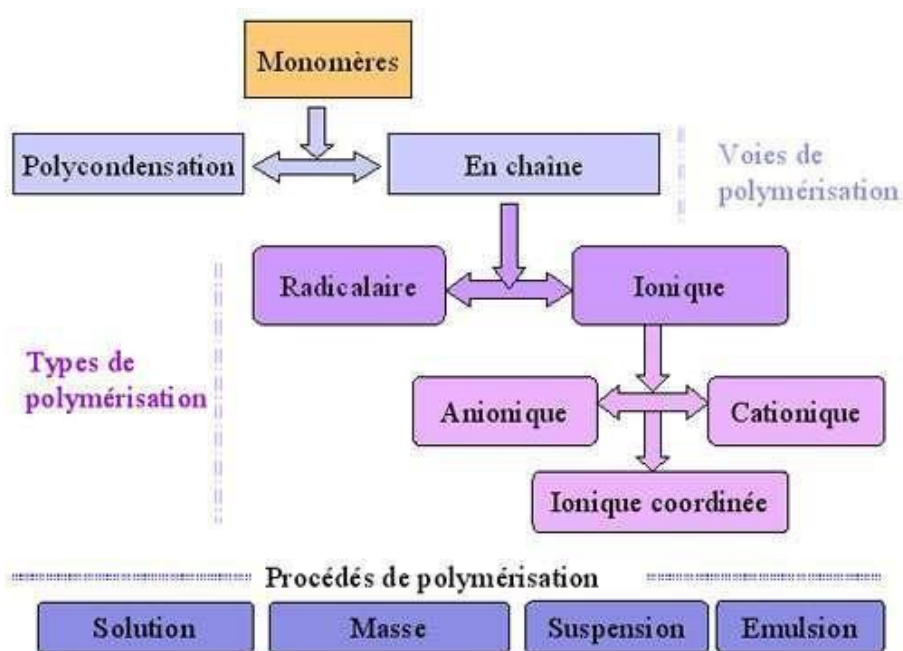 Monomères
Polycondensation
En chaîne
Voies de
polymérisation
Radicalaire
Ionique
Types de
polymérisation
Anionique
Cationique
Ionique coordinée
Procédés de polymérisation
Solution
Masse
Suspension
Emulsion